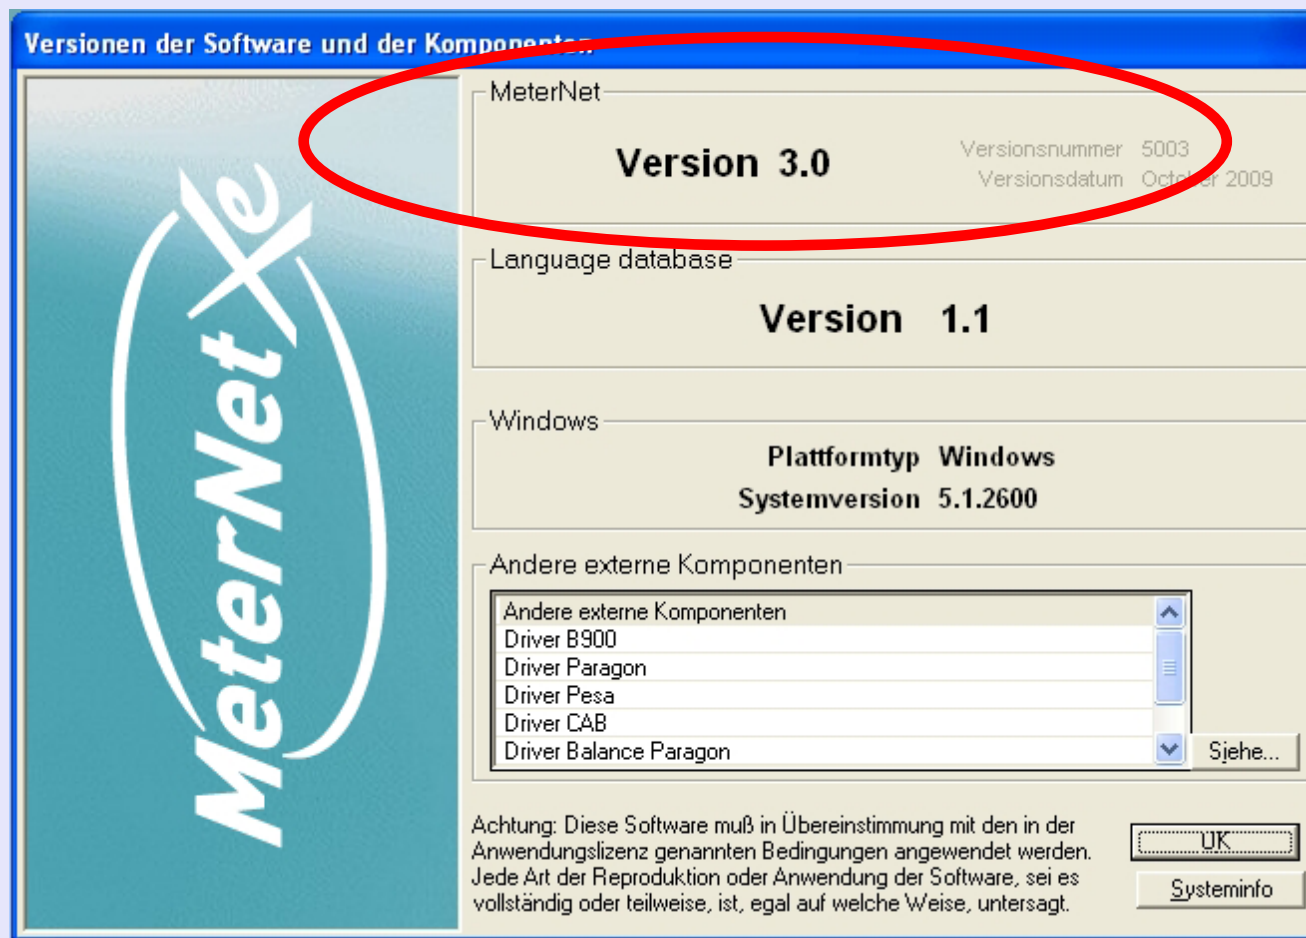 Versionen der Software und der Komponenten
MeterNet Xe
MeterNet
Version 3.0
Versionsnummer 5003
Versionsdatum October 2009
Language database
Version 1.1
Windows
Plattformtyp Windows
Systemversion 5.1.2600
Andere externe Komponenten
Andere externe Komponenten
Driver B900
Driver Paragon
Driver Pesa
Driver CAB
Driver Balance Paragon
Siehe...
Achtung: Diese Software muß in Übereinstimmung mit den in der
Anwendungslizenz genannten Bedingungen angewendet werden.
Jede Art der Reproduktion oder Anwendung der Software, sei es
vollständig oder teilweise, ist, egal auf welche Weise, untersagt.
OK
Systeminfo